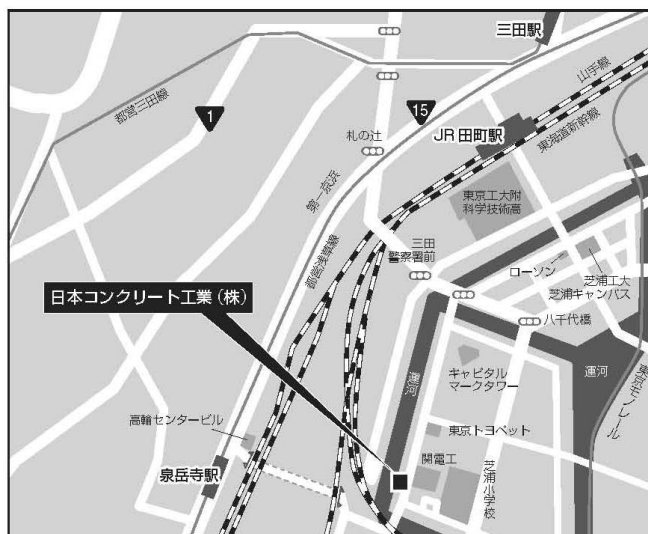 三田駅
山手線
都営三田線
1
15
札の辻
JR 田町駅
東海道新幹線
第一京浜
東京工大附
科学技術高
都営浅草線
三田
警察署前
ローソン
芝浦工大
芝浦キャンパス
日本コンクリート工業(株)
八千代橋
運河
キャピタル
マークタワー
運河
東京モノレール
高輪センタービル
東京トヨペット
泉岳寺駅
関電工
芝浦小学校